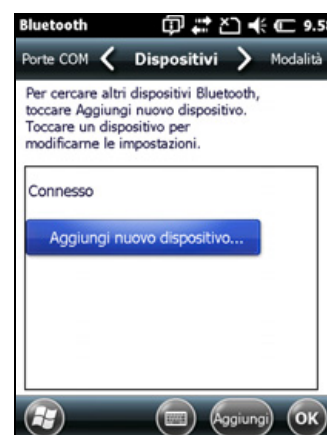 Bluetooth 9.5
Porte COM Dispositivi Modalità
Per cercare altri dispositivi Bluetooth,
toccare Aggiungi nuovo dispositivo.
Toccare un dispositivo per
modificarne le impostazioni.
Connesso
Aggiungi nuovo dispositivo...
Aggiungi OK